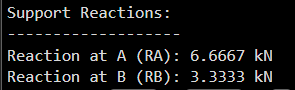 Support Reactions:
-------------------
Reaction at A (RA): 6.6667 kN
Reaction at B (RB): 3.3333 kN